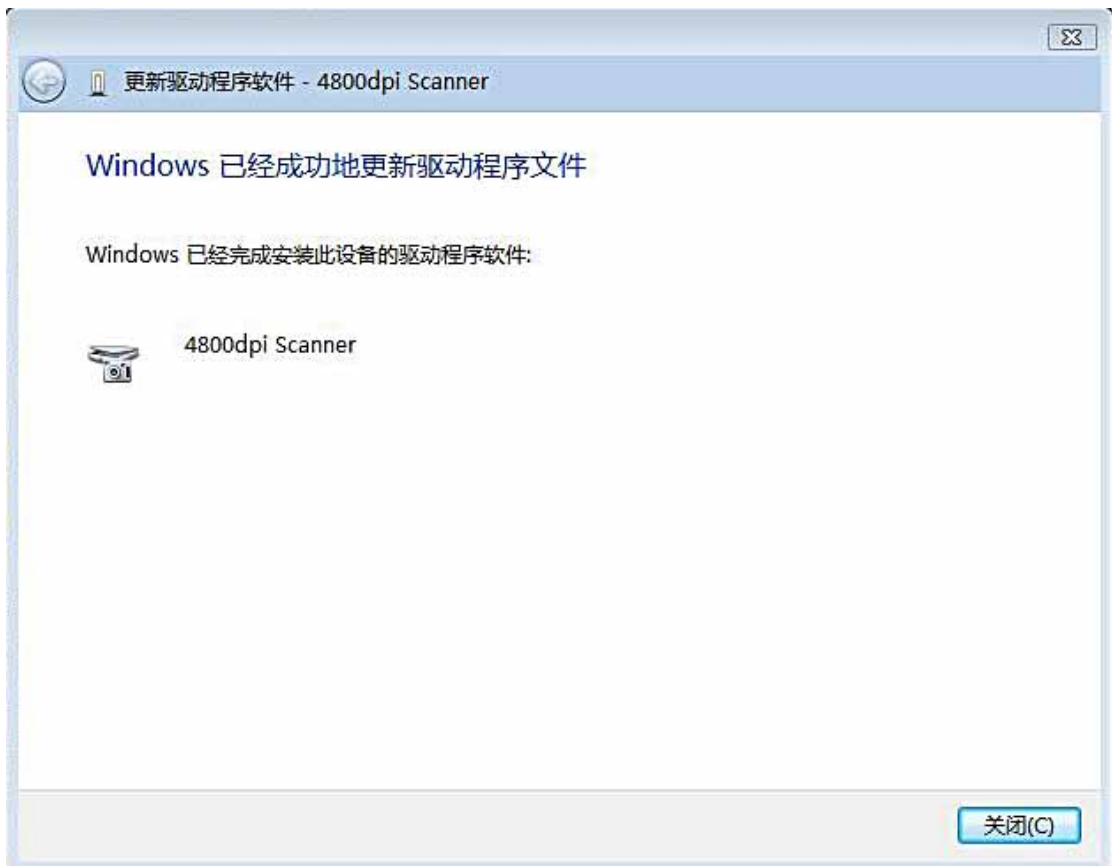 更新驱动程序软件 - 4800dpi Scanner
Windows 已经成功地更新驱动程序文件
Windows 已经完成安装此设备的驱动程序软件:
4800dpi Scanner
关闭(C)